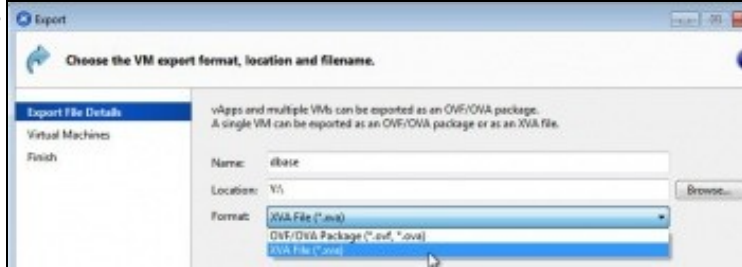 Export
Choose the VM export format, location and filename.
Export File Details
Virtual Machines
Finish
vApps and multiple VMs can be exported as an OVF/OVA package.
A single VM can be exported as an OVF/OVA package or as an XVA file.
Name: dbase
Location: V:\ Browse...
Format: XVA File (*.xva)
OVF/OVA Package (*.ovf, *.ova)
XVA File (*.xva)